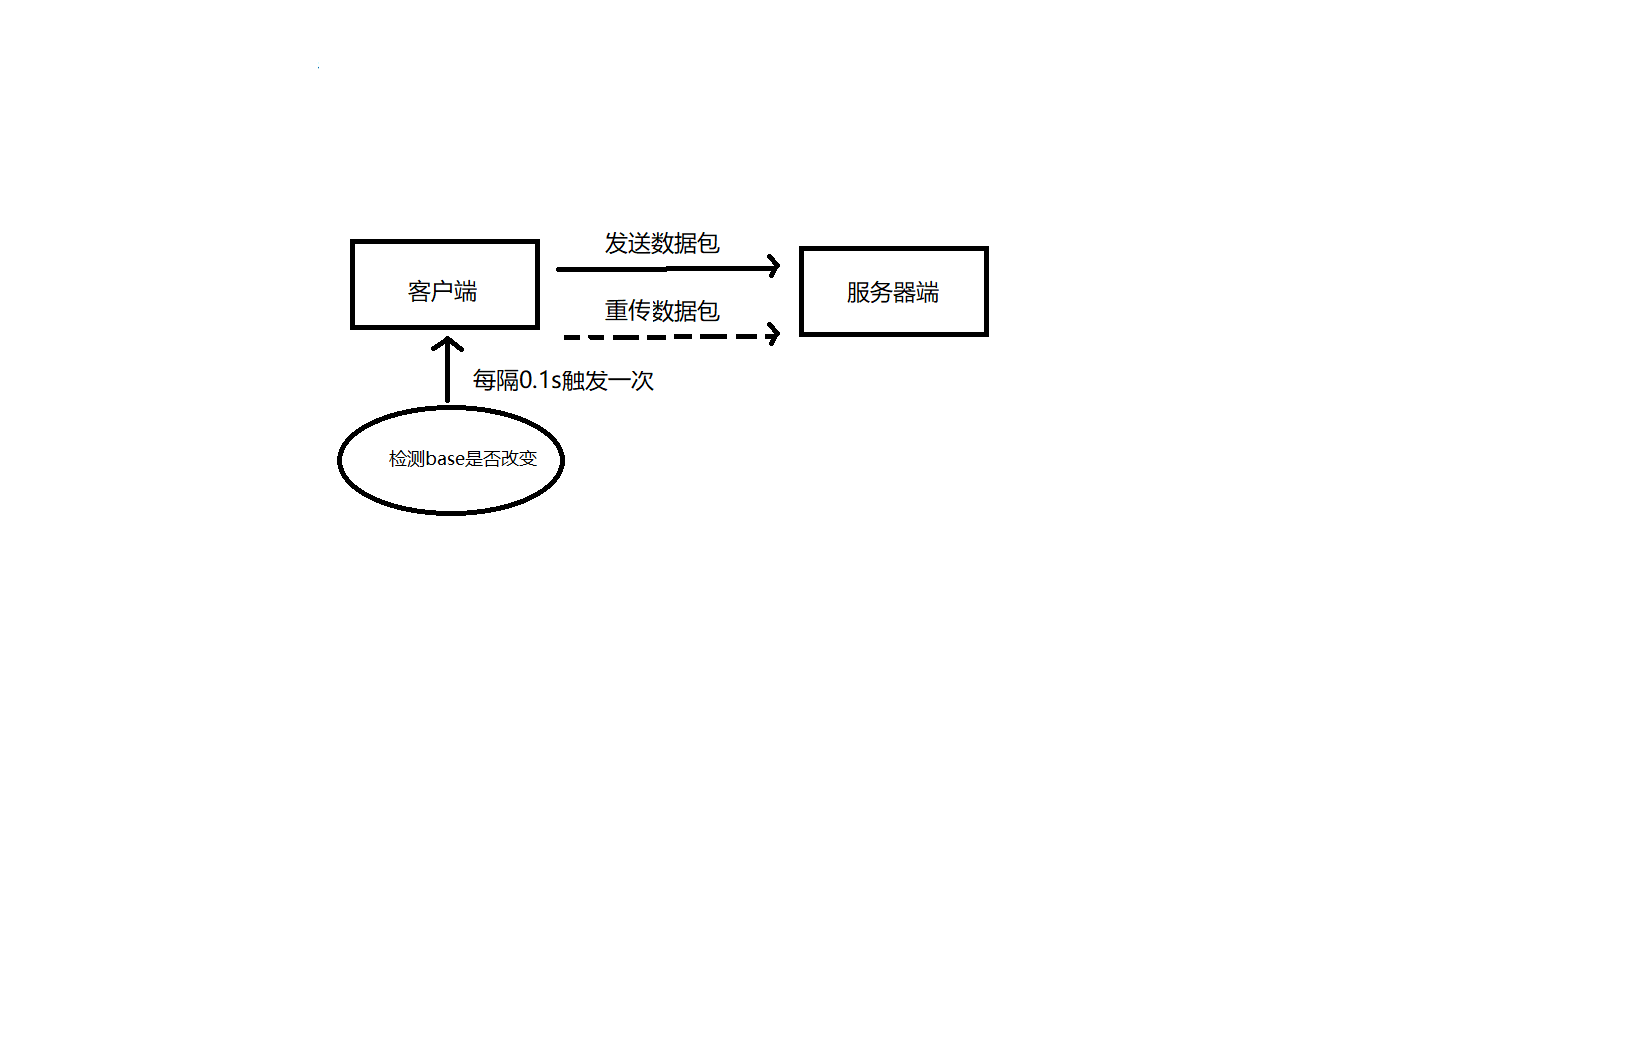 发送数据包
客户端
服务器端
重传数据包
每隔0.1s触发一次
检测base是否改变